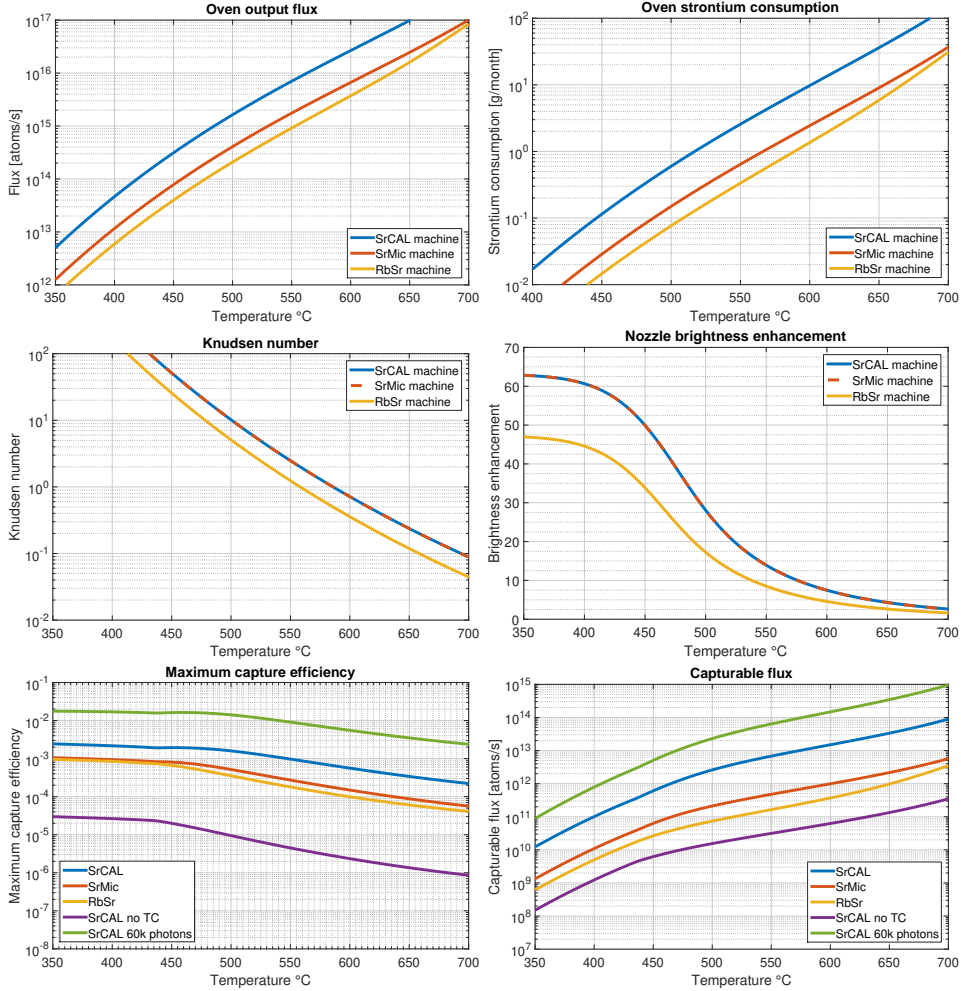 Oven output flux
Flux [atoms/s]
10^17
10^16
10^15
10^14
10^13
10^12
350 400 450 500 550 600 650 700
Temperature °C
SrCAL machine
SrMic machine
RbSr machine
Oven strontium consumption
Strontium consumption [g/month]
10^2
10^1
10^0
10^-1
10^-2
400 450 500 550 600 650 700
Temperature °C
SrCAL machine
SrMic machine
RbSr machine
Knudsen number
Knudsen number
10^2
10^1
10^0
10^-1
10^-2
350 400 450 500 550 600 650 700
Temperature °C
SrCAL machine
SrMic machine
RbSr machine
Nozzle brightness enhancement
Brightness enhancement
70
60
50
40
30
20
10
0
350 400 450 500 550 600 650 700
Temperature °C
SrCAL machine
SrMic machine
RbSr machine
Maximum capture efficiency
Maximum capture efficiency
10^-1
10^-2
10^-3
10^-4
10^-5
10^-6
10^-7
10^-8
350 400 450 500 550 600 650 700
Temperature °C
SrCAL
SrMic
RbSr
SrCAL no TC
SrCAL 60k photons
Capturable flux
Capturable flux [atoms/s]
10^15
10^14
10^13
10^12
10^11
10^10
10^9
10^8
10^7
350 400 450 500 550 600 650 700
Temperature °C
SrCAL
SrMic
RbSr
SrCAL no TC
SrCAL 60k photons